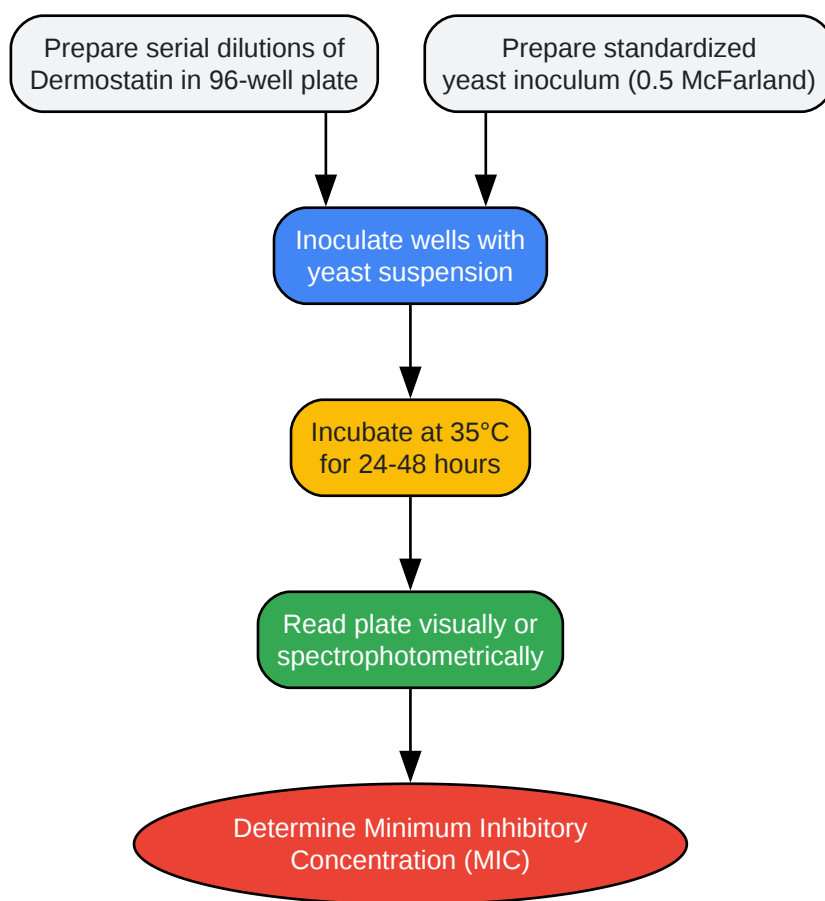 Prepare serial dilutions of
Dermostatin in 96-well plate
Prepare standardized
yeast inoculum (0.5 McFarland)
Inoculate wells with
yeast suspension
Incubate at 35°C
for 24-48 hours
Read plate visually or
spectrophotometrically
Determine Minimum Inhibitory
Concentration (MIC)